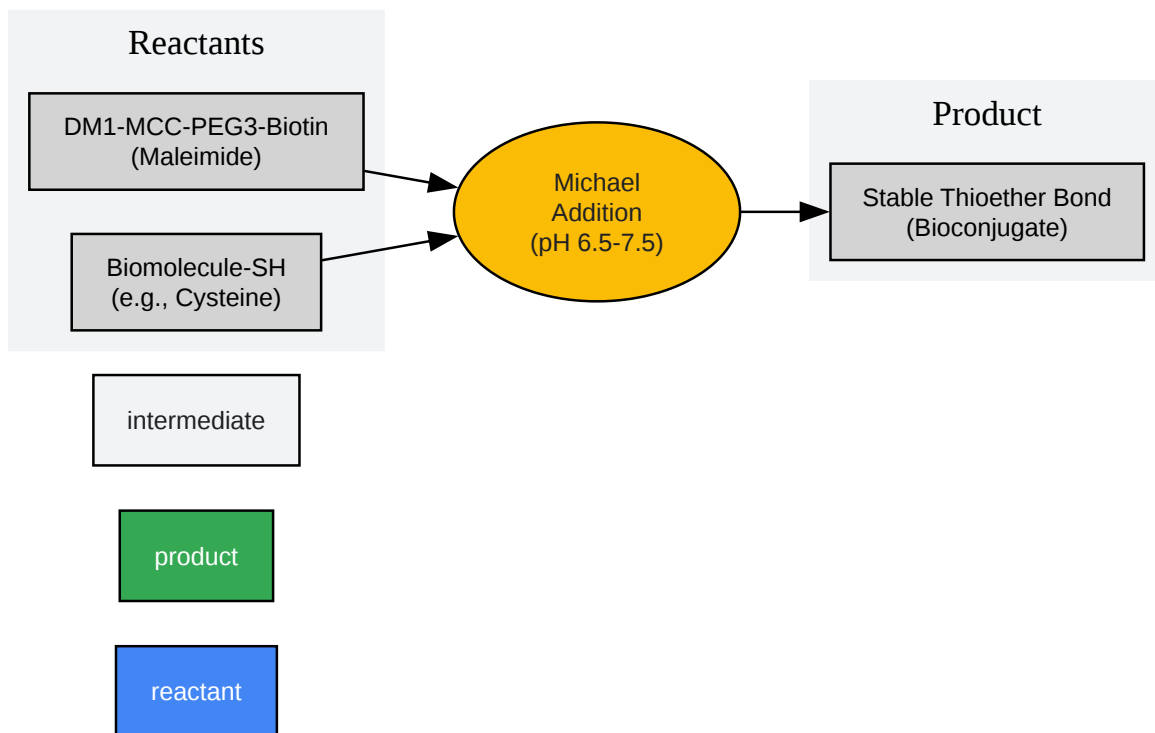 Reactants
DM1-MCC-PEG3-Biotin
(Maleimide)
Biomolecule-SH
(e.g., Cysteine)
Michael
Addition
(pH 6.5-7.5)
Product
Stable Thioether Bond
(Bioconjugate)
intermediate
product
reactant